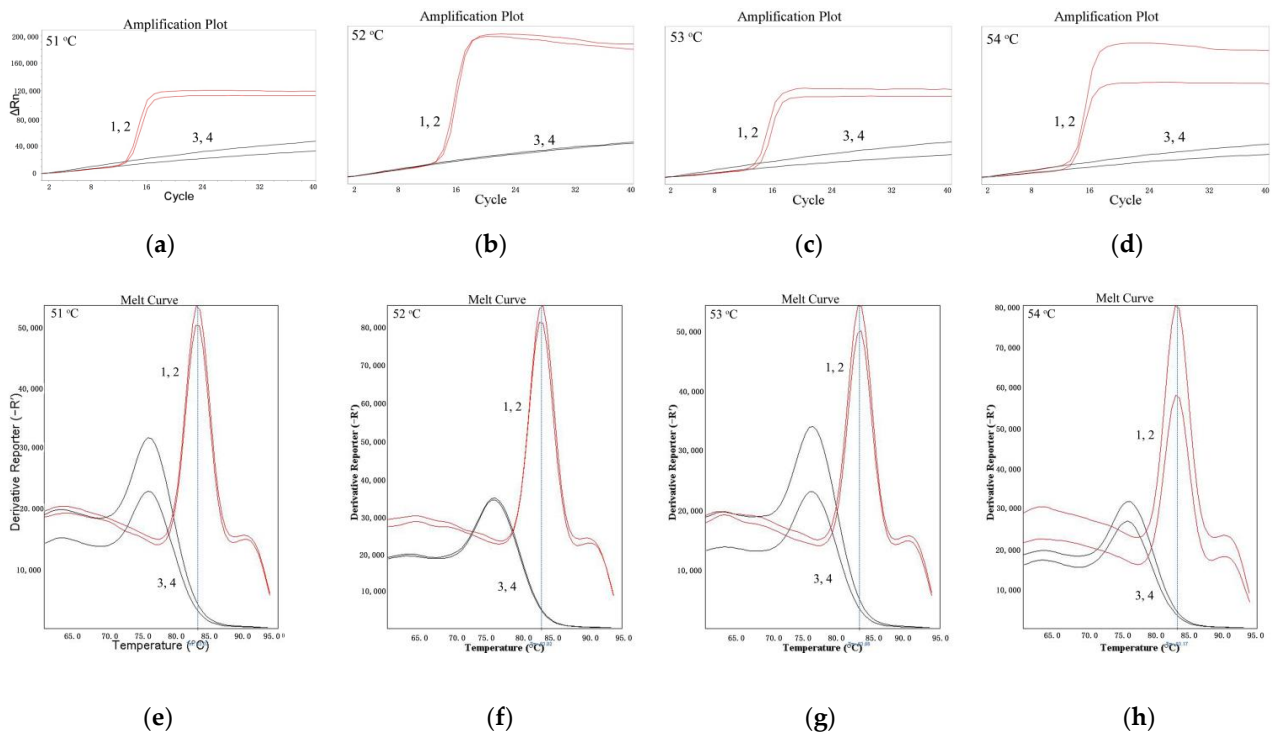 Amplification Plot
51 °C
200, 000
160, 000
120, 000
80, 000
40, 000
0
ΔRn
1, 2
3, 4
2 8 16 24 32 40
Cycle
(a)
Amplification Plot
52 °C
1, 2
3, 4
2 8 16 24 32 40
Cycle
(b)
Amplification Plot
53 °C
1, 2
3, 4
2 8 16 24 32 40
Cycle
(c)
Amplification Plot
54 °C
1, 2
3, 4
2 8 16 24 32 40
Cycle
(d)
Melt Curve
51 °C
50, 000
40, 000
30, 000
20, 000
10, 000
Derivative Reporter (−R′)
1, 2
3, 4
65. 0 75. 0 80. 0 85. 0 90. 0 95. 0
Temperature (°C)
(e)
Melt Curve
52 °C
80, 000
70, 000
60, 000
50, 000
40, 000
30, 000
20, 000
10, 000
Derivative Reporter (−R′)
1, 2
3, 4
65. 0 70. 0 75. 0 80. 0 85. 0 90. 0 95. 0
Temperature (°C)
(f)
Melt Curve
53 °C
50, 000
40, 000
30, 000
20, 000
10, 000
Derivative Reporter (−R′)
1, 2
3, 4
65. 0 70. 0 75. 0 80. 0 85. 0 90. 0 95. 0
Temperature (°C)
(g)
Melt Curve
54 °C
80, 000
70, 000
60, 000
50, 000
40, 000
30, 000
20, 000
10, 000
Derivative Reporter (−R′)
1, 2
3, 4
65. 0 70. 0 75. 0 80. 0 85. 0 90. 0 95. 0
Temperature (°C)
(h)